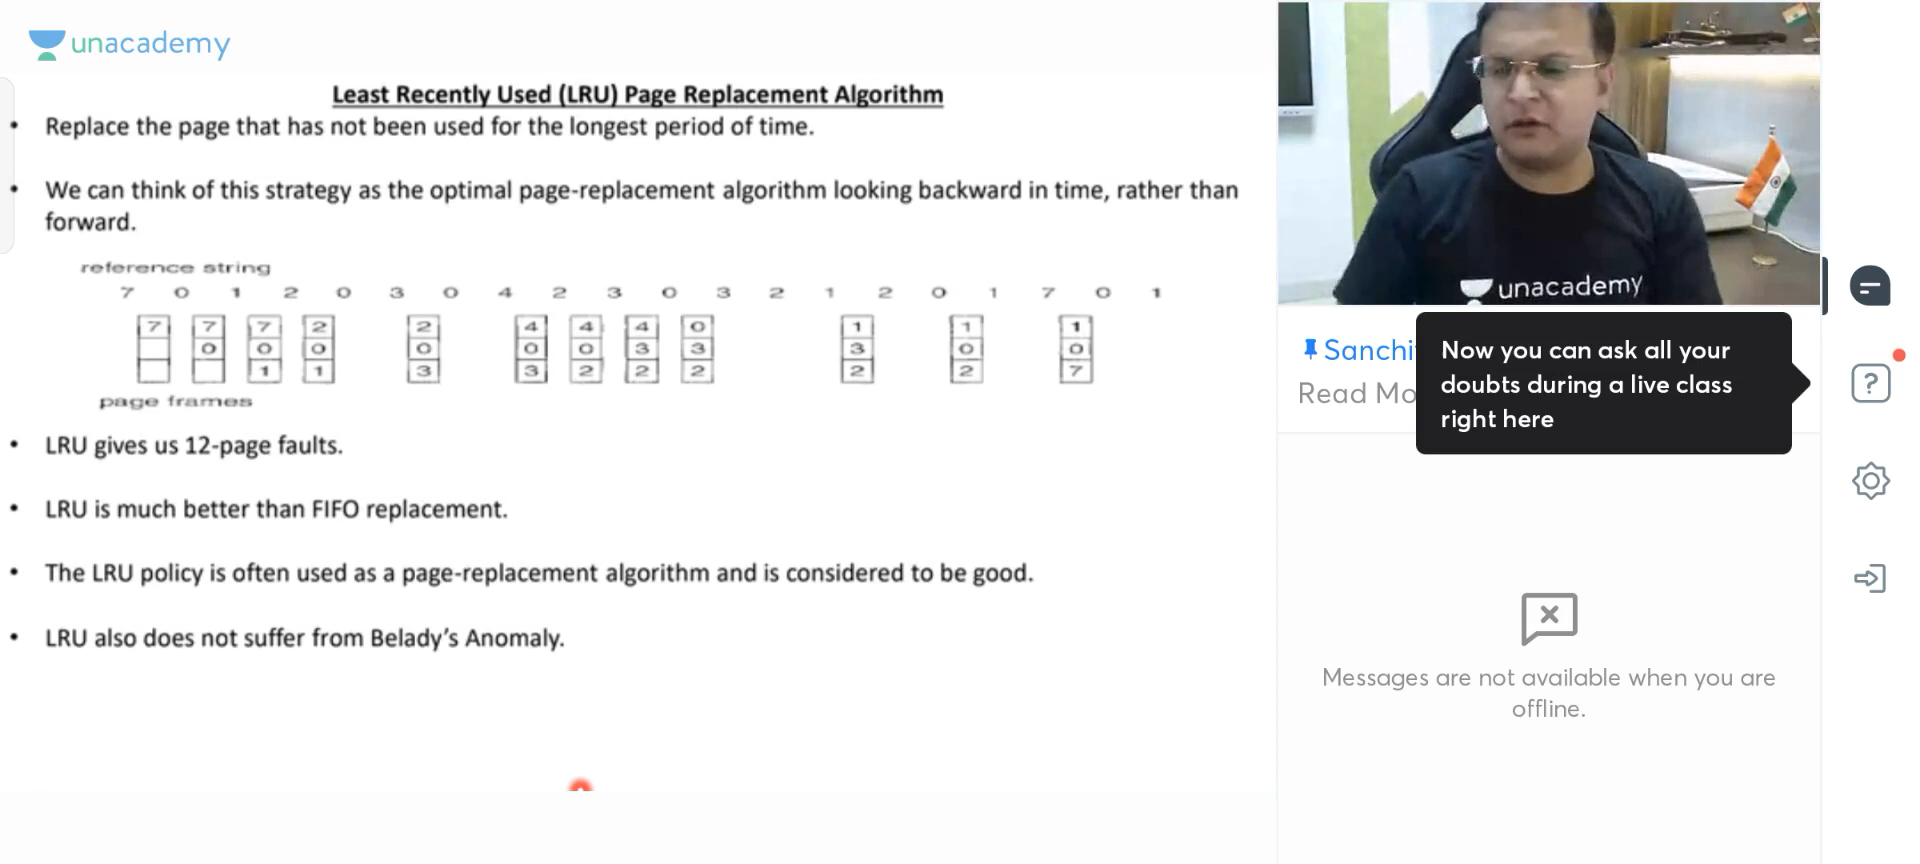 unacademy
Least Recently Used (LRU) Page Replacement Algorithm
• Replace the page that has not been used for the longest period of time.
• We can think of this strategy as the optimal page-replacement algorithm looking backward in time, rather than
forward.
reference string
7 0 1 2 0 3 0 4 2 3 0 3 2 1 2 0 1 7 0 1
7 7 7 2 2 4 4 4 0 1 1 1
0 0 0 0 0 0 3 3 3 0 0
1 1 3 3 2 2 2 2 2 7
page frames
• LRU gives us 12-page faults.
• LRU is much better than FIFO replacement.
• The LRU policy is often used as a page-replacement algorithm and is considered to be good.
• LRU also does not suffer from Belady's Anomaly.
unacademy
Sanchi
Read Mo
Now you can ask all your
doubts during a live class
right here
?
Messages are not available when you are
offline.